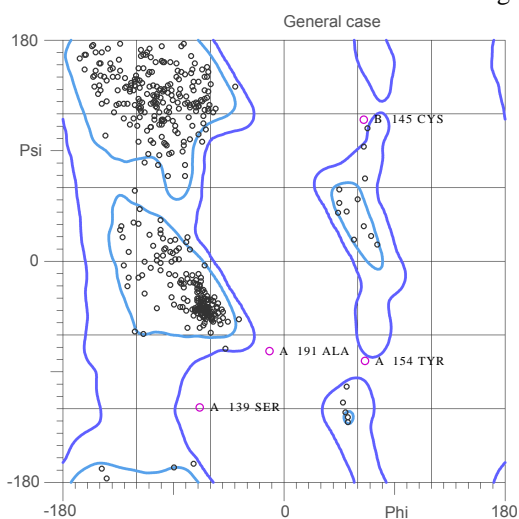 General case
180
B 145 CYS
Psi
0
A 191 ALA
A 154 TYR
A 139 SER
-180
-180 0 Phi 180